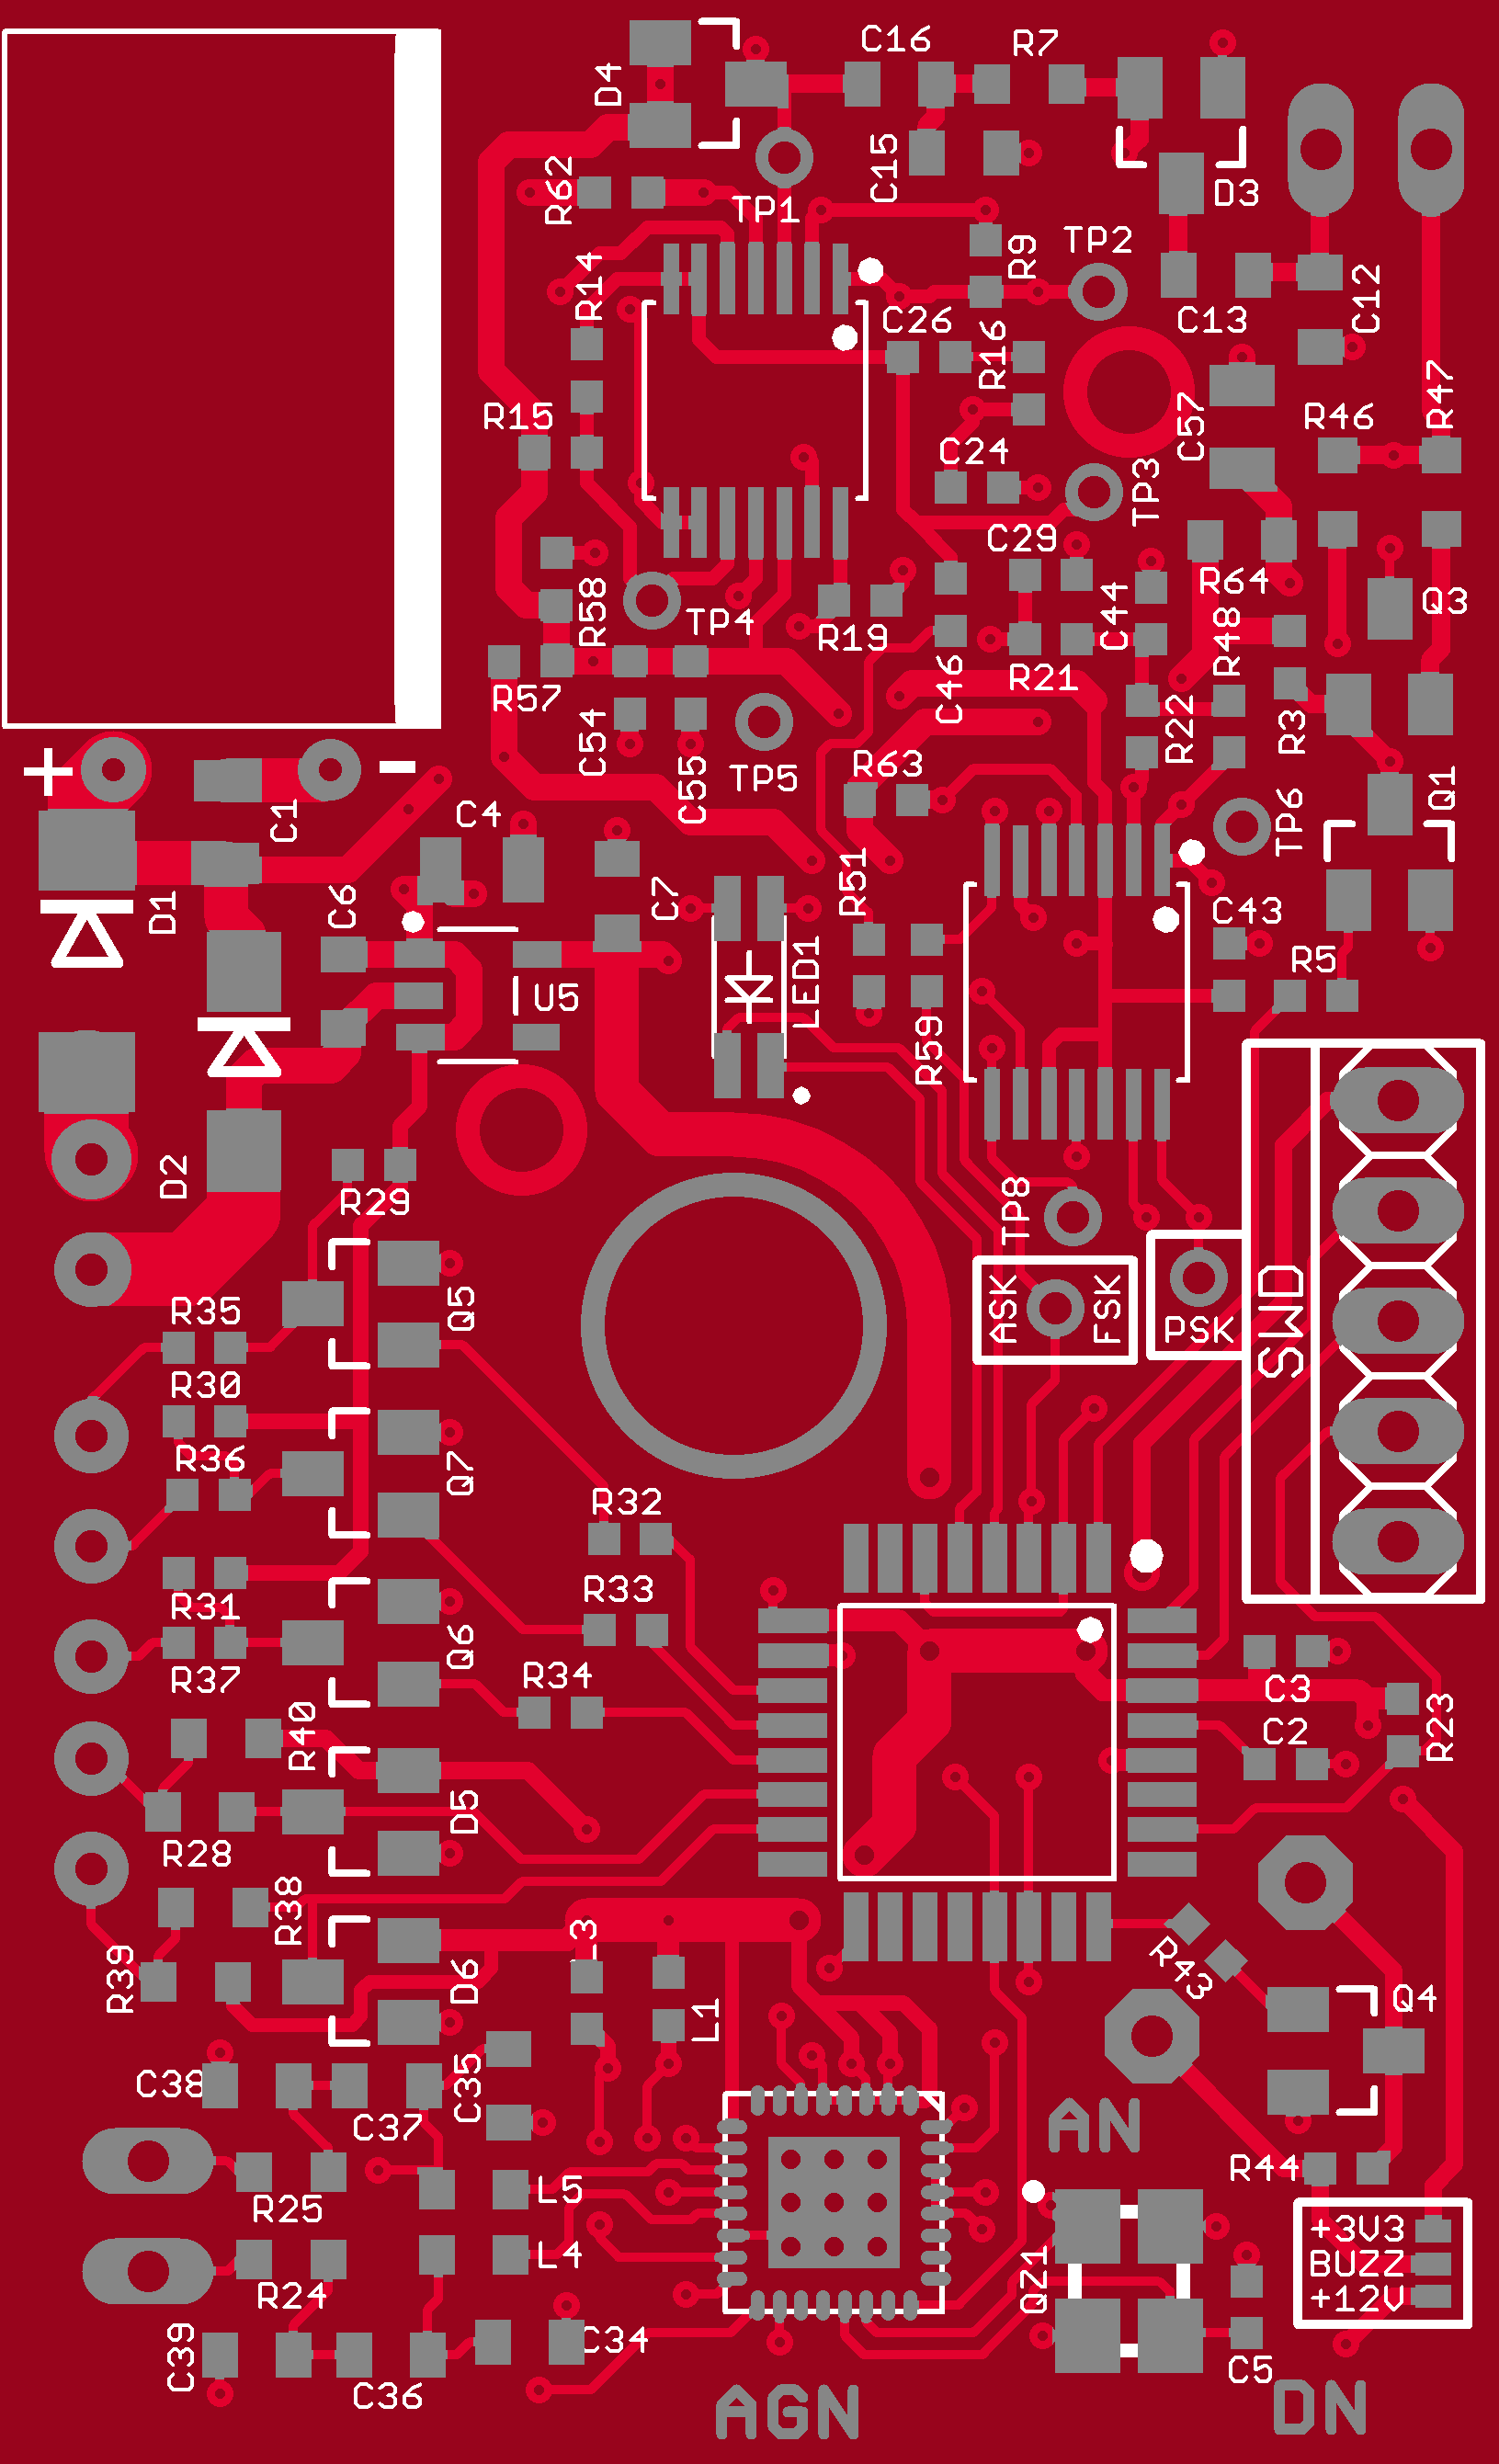 C16
R7
D4
C15
R62
TP1
D3
TP2
R9
R14
C26
C13
C12
R16
R15
R46
R47
C57
C24
TP3
C29
R64
Q3
R58
TP4
R19
C44
R48
R21
R57
C46
R22
R3
C54
TP5
C55
R63
Q1
TP6
+
-
C1
C4
D1
C6
C7
R51
C43
LED1
R5
U5
R59
D2
R29
TP8
SWD
ASK
FSK
PSK
R35
Q5
R30
R36
Q7
R32
R33
R31
Q6
R34
R37
C3
R40
C2
R23
D5
R28
R38
L3
R43
R39
D6
L1
Q4
C38
C35
C37
AN
R44
L5
R25
+3V3
L4
QZ1
BUZZ
R24
+12V
C39
C34
C5
C36
AGN
DN